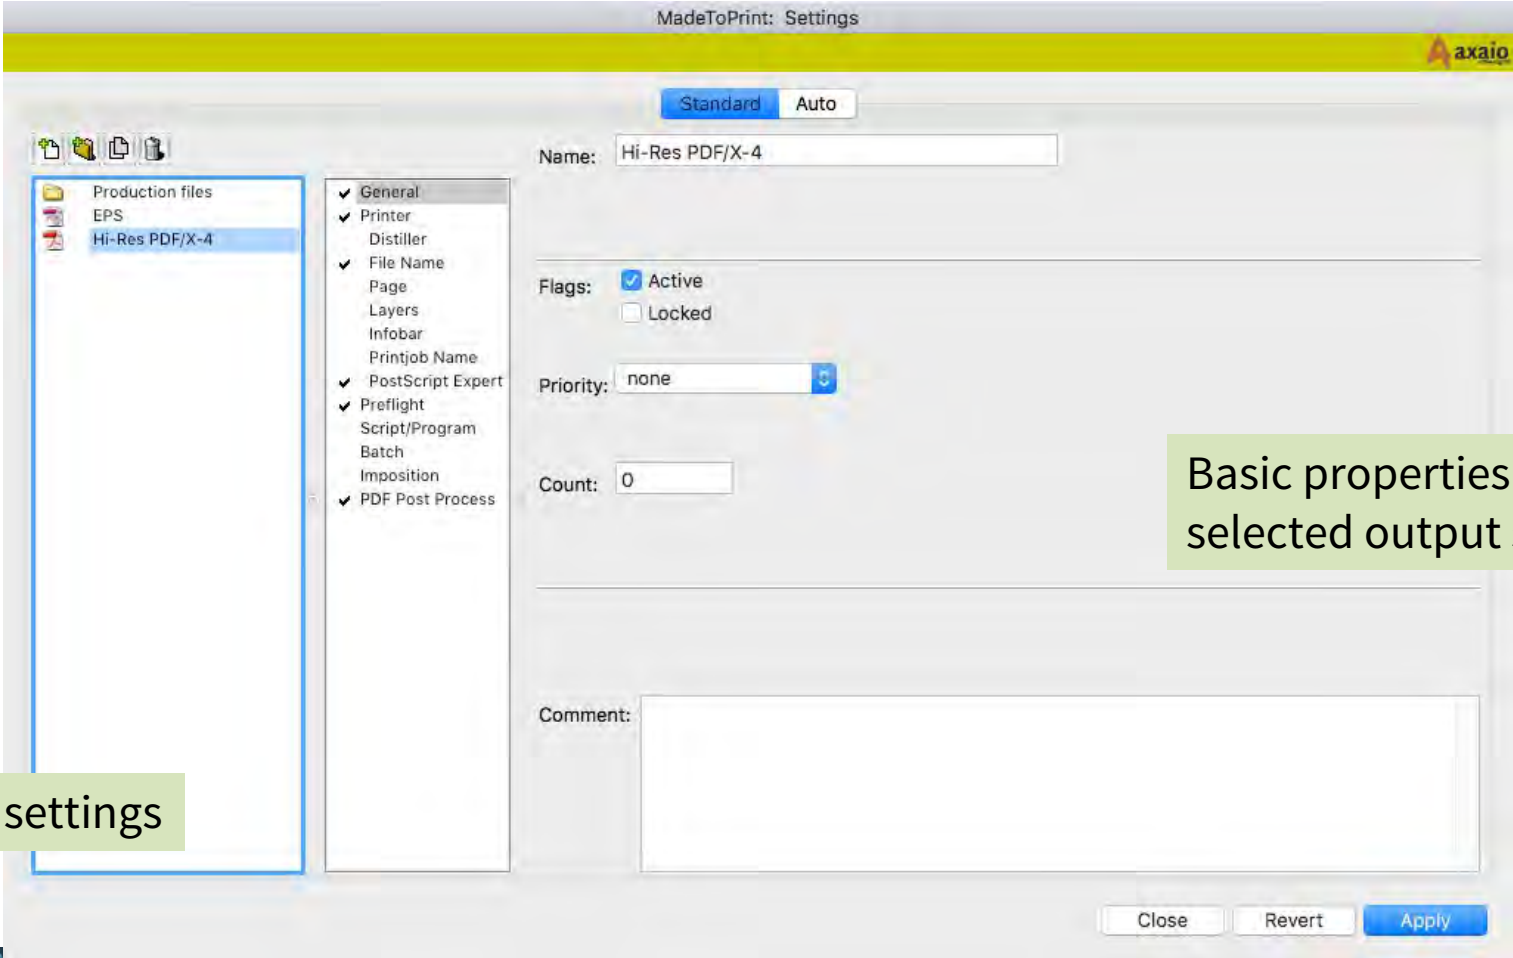 MadeToPrint: Settings
axaio
Standard Auto
Name: Hi-Res PDF/X-4
Production files
EPS
Hi-Res PDF/X-4
✔ General
✔ Printer
Distiller
✔ File Name
Page
Layers
Infobar
Printjob Name
✔ PostScript Expert
✔ Preflight
Script/Program
Batch
Imposition
✔ PDF Post Process
Flags: Active
Locked
Priority: none
Count: 0
Basic properties
selected output
Comment:
settings
Close Revert Apply